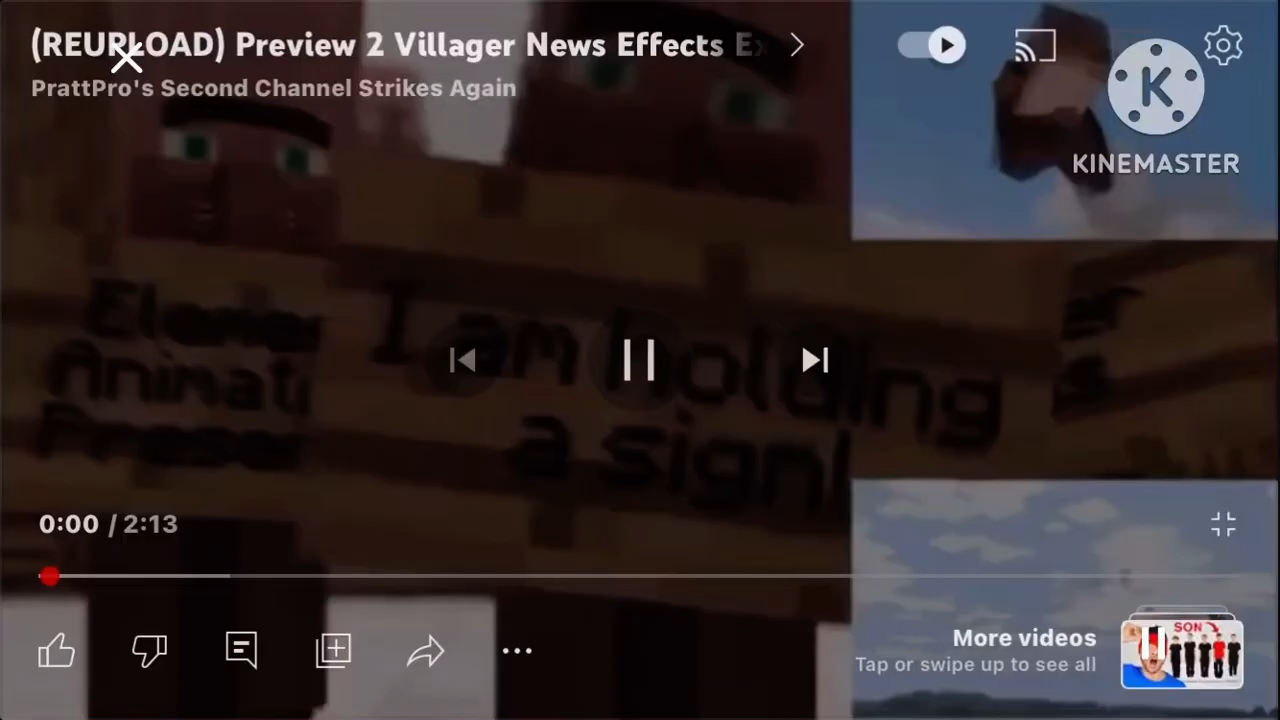 (REUPLOAD) Preview 2 Villager News Effects Ex
PrattPro's Second Channel Strikes Again
K
KINEMASTER
I am holding
a sign!
0:00 / 2:13
More videos
Tap or swipe up to see all
SON